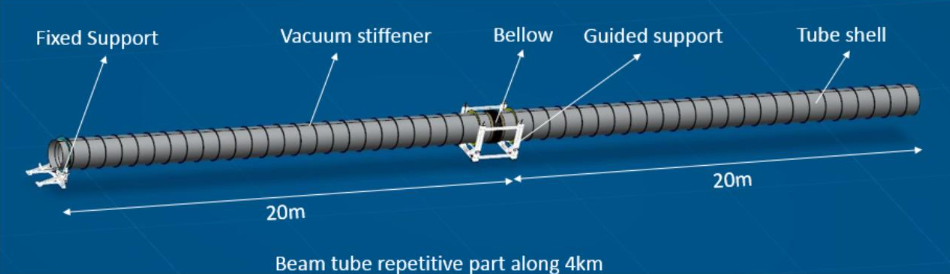 Fixed Support
Vacuum stiffener
Bellow
Guided support
Tube shell
20m
20m
Beam tube repetitive part along 4km